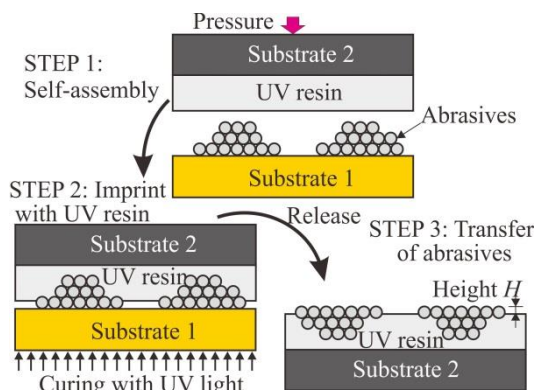 Pressure
Substrate 2
STEP 1:
Self-assembly
UV resin
Abrasives
Substrate 1
STEP 2: Imprint
with UV resin
Release
STEP 3: Transfer
of abrasives
Substrate 2
UV resin
Substrate 1
Curing with UV light
Height H
UV resin
Substrate 2